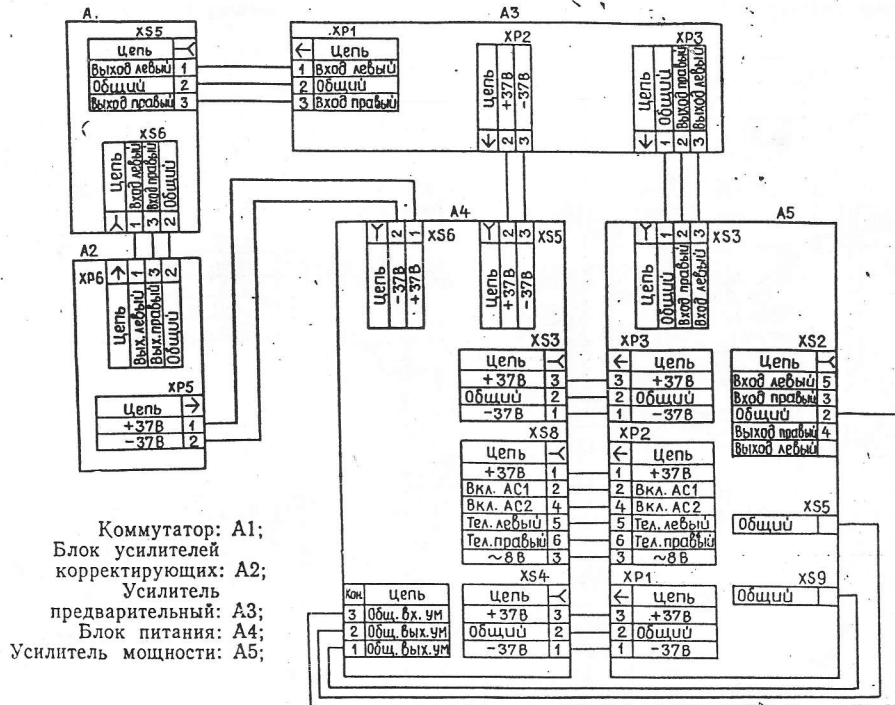 А.
XS5
Цепь
Выход левый 1
Общий 2
Выход правый 3
XS6
Цепь
Вход левый 1
Вход правый 3
Общий 2
А2
XP6
Цепь
Вых. левый 1
Вых. правый 3
Общий 2
XP5
Цепь
+37В 1
-37В 2
А3
XP1
Цепь
1 Вход левый
2 Общий
3 Вход правый
XP2
Цепь
+37В 2
-37В 3
XP3
Цепь
Общий 1
Выход правый 2
Выход левый 3
А4
XS6
Цепь
-37В 2
+37В 1
XS5
Цепь
+37В 2
-37В 3
XS3
Цепь
+37В 3
Общий 2
-37В 1
XS8
Цепь
+37В 1
Вкл. АС1 2
Вкл. АС2 4
Тел. левый 5
Тел. правый 6
~8В 3
XS4
Цепь
+37В 3
Общий 2
-37В 1
Кон. Цепь
3 Общ. вх. УМ
2 Общ. вых. УМ
1 Общ. вых. УМ
А5
XS3
Цепь
Общий 1
Вход правый 2
Вход левый 3
XP3
Цепь
3 +37В
2 Общий
1 -37В
XP2
Цепь
1 +37В
2 Вкл. АС1
4 Вкл. АС2
5 Тел. левый
6 Тел. правый
3 ~8В
XP1
Цепь
3 +37В
2 Общий
1 -37В
XS2
Цепь
Вход левый 5
Вход правый 3
Общий 2
Выход правый 4
Выход левый
XS5
Общий
XS9
Общий
Коммутатор: А1;
Блок усилителей
корректирующих: А2;
Усилитель
предварительный: А3;
Блок питания: А4;
Усилитель мощности: А5;